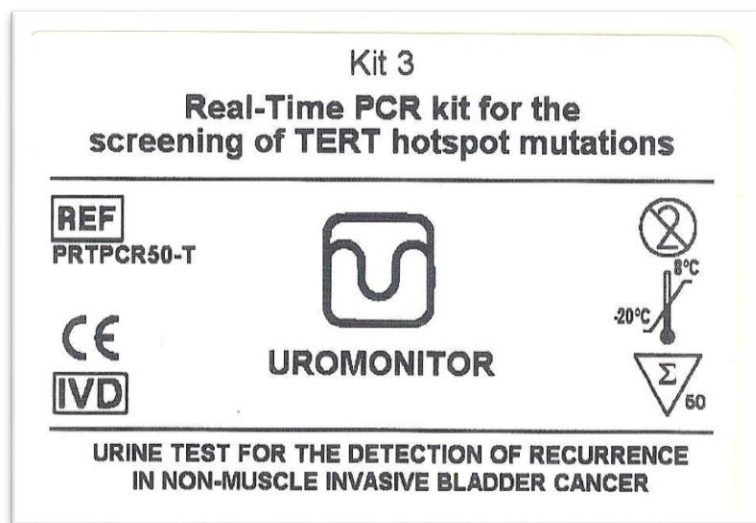 Kit 3
Real-Time PCR kit for the
screening of TERT hotspot mutations
REF
PRTPCR50-T
2
8°C
-20°C
CE
UROMONITOR
IVD
Σ
50
URINE TEST FOR THE DETECTION OF RECURRENCE
IN NON-MUSCLE INVASIVE BLADDER CANCER